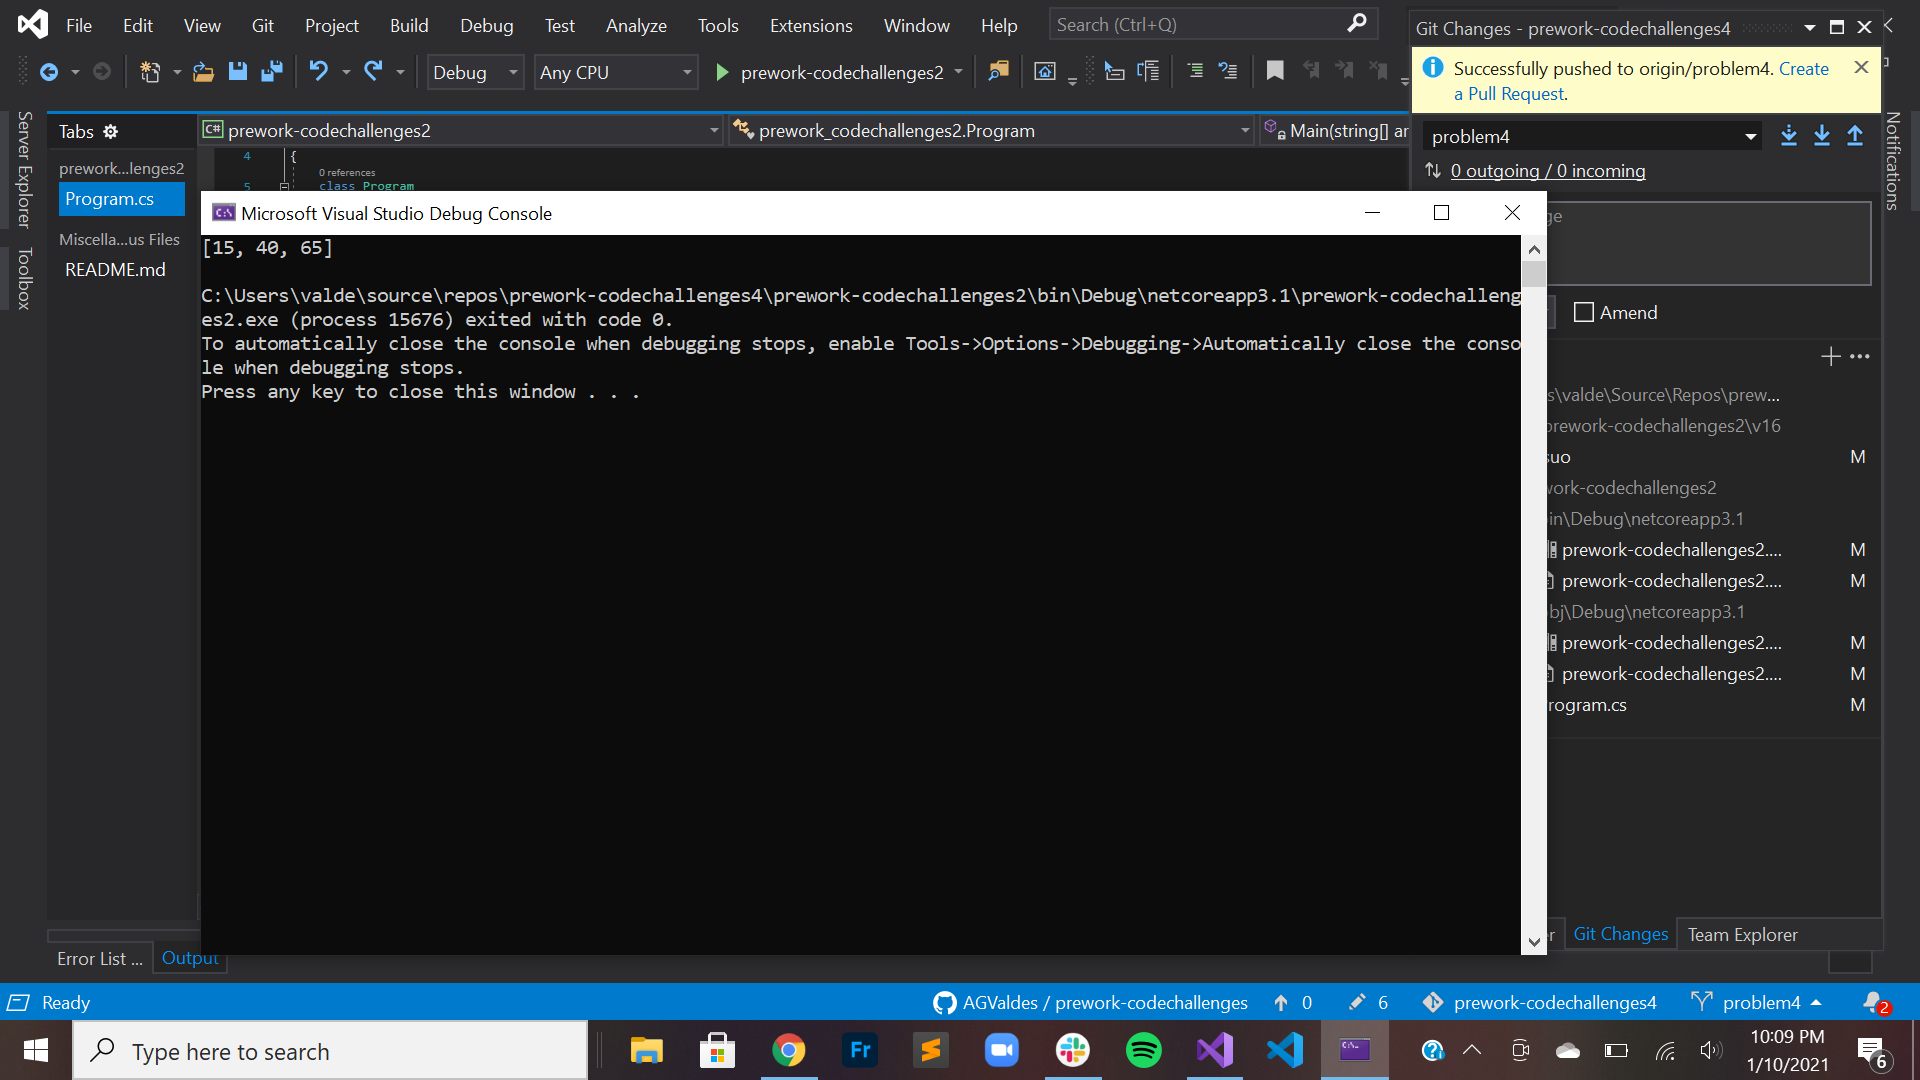 File Edit View Git Project Build Debug Test Analyze Tools Extensions Window Help
Search (Ctrl+Q)
Git Changes - prework-codechallenges4
Debug
Any CPU
prework-codechallenges2
Successfully pushed to origin/problem4. Create
a Pull Request.
Server Explorer
Toolbox
Tabs
C# prework-codechallenges2
prework_codechallenges2.Program
Main(string[] ar
problem4
Notifications
4 {
0 references
5 class Program
0 outgoing / 0 incoming
prework...lenges2
Program.cs
Miscella...us Files
README.md
C:\ Microsoft Visual Studio Debug Console
ge
[15, 40, 65]
C:\Users\valde\source\repos\prework-codechallenges4\prework-codechallenges2\bin\Debug\netcoreapp3.1\prework-codechalleng
es2.exe (process 15676) exited with code 0.
To automatically close the console when debugging stops, enable Tools->Options->Debugging->Automatically close the conso
le when debugging stops.
Press any key to close this window . . .
Amend
s\valde\Source\Repos\prew...
prework-codechallenges2\v16
suo M
work-codechallenges2
in\Debug\netcoreapp3.1
prework-codechallenges2.... M
prework-codechallenges2.... M
bj\Debug\netcoreapp3.1
prework-codechallenges2.... M
prework-codechallenges2.... M
rogram.cs M
er Git Changes Team Explorer
Error List ... Output
Ready
AGValdes / prework-codechallenges 0 6 prework-codechallenges4 problem4 2
Type here to search
Fr
10:09 PM
1/10/2021
6